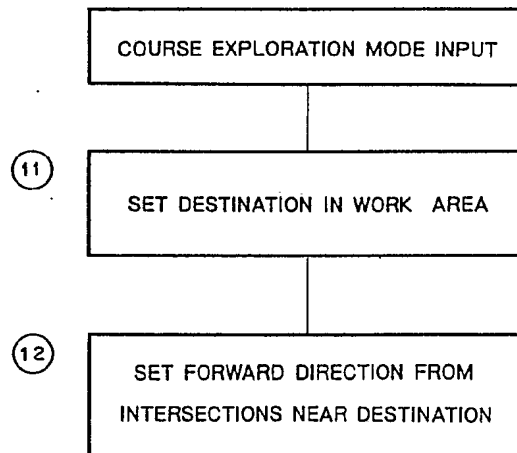 COURSE EXPLORATION MODE INPUT
11
SET DESTINATION IN WORK AREA
12
SET FORWARD DIRECTION FROM
INTERSECTIONS NEAR DESTINATION